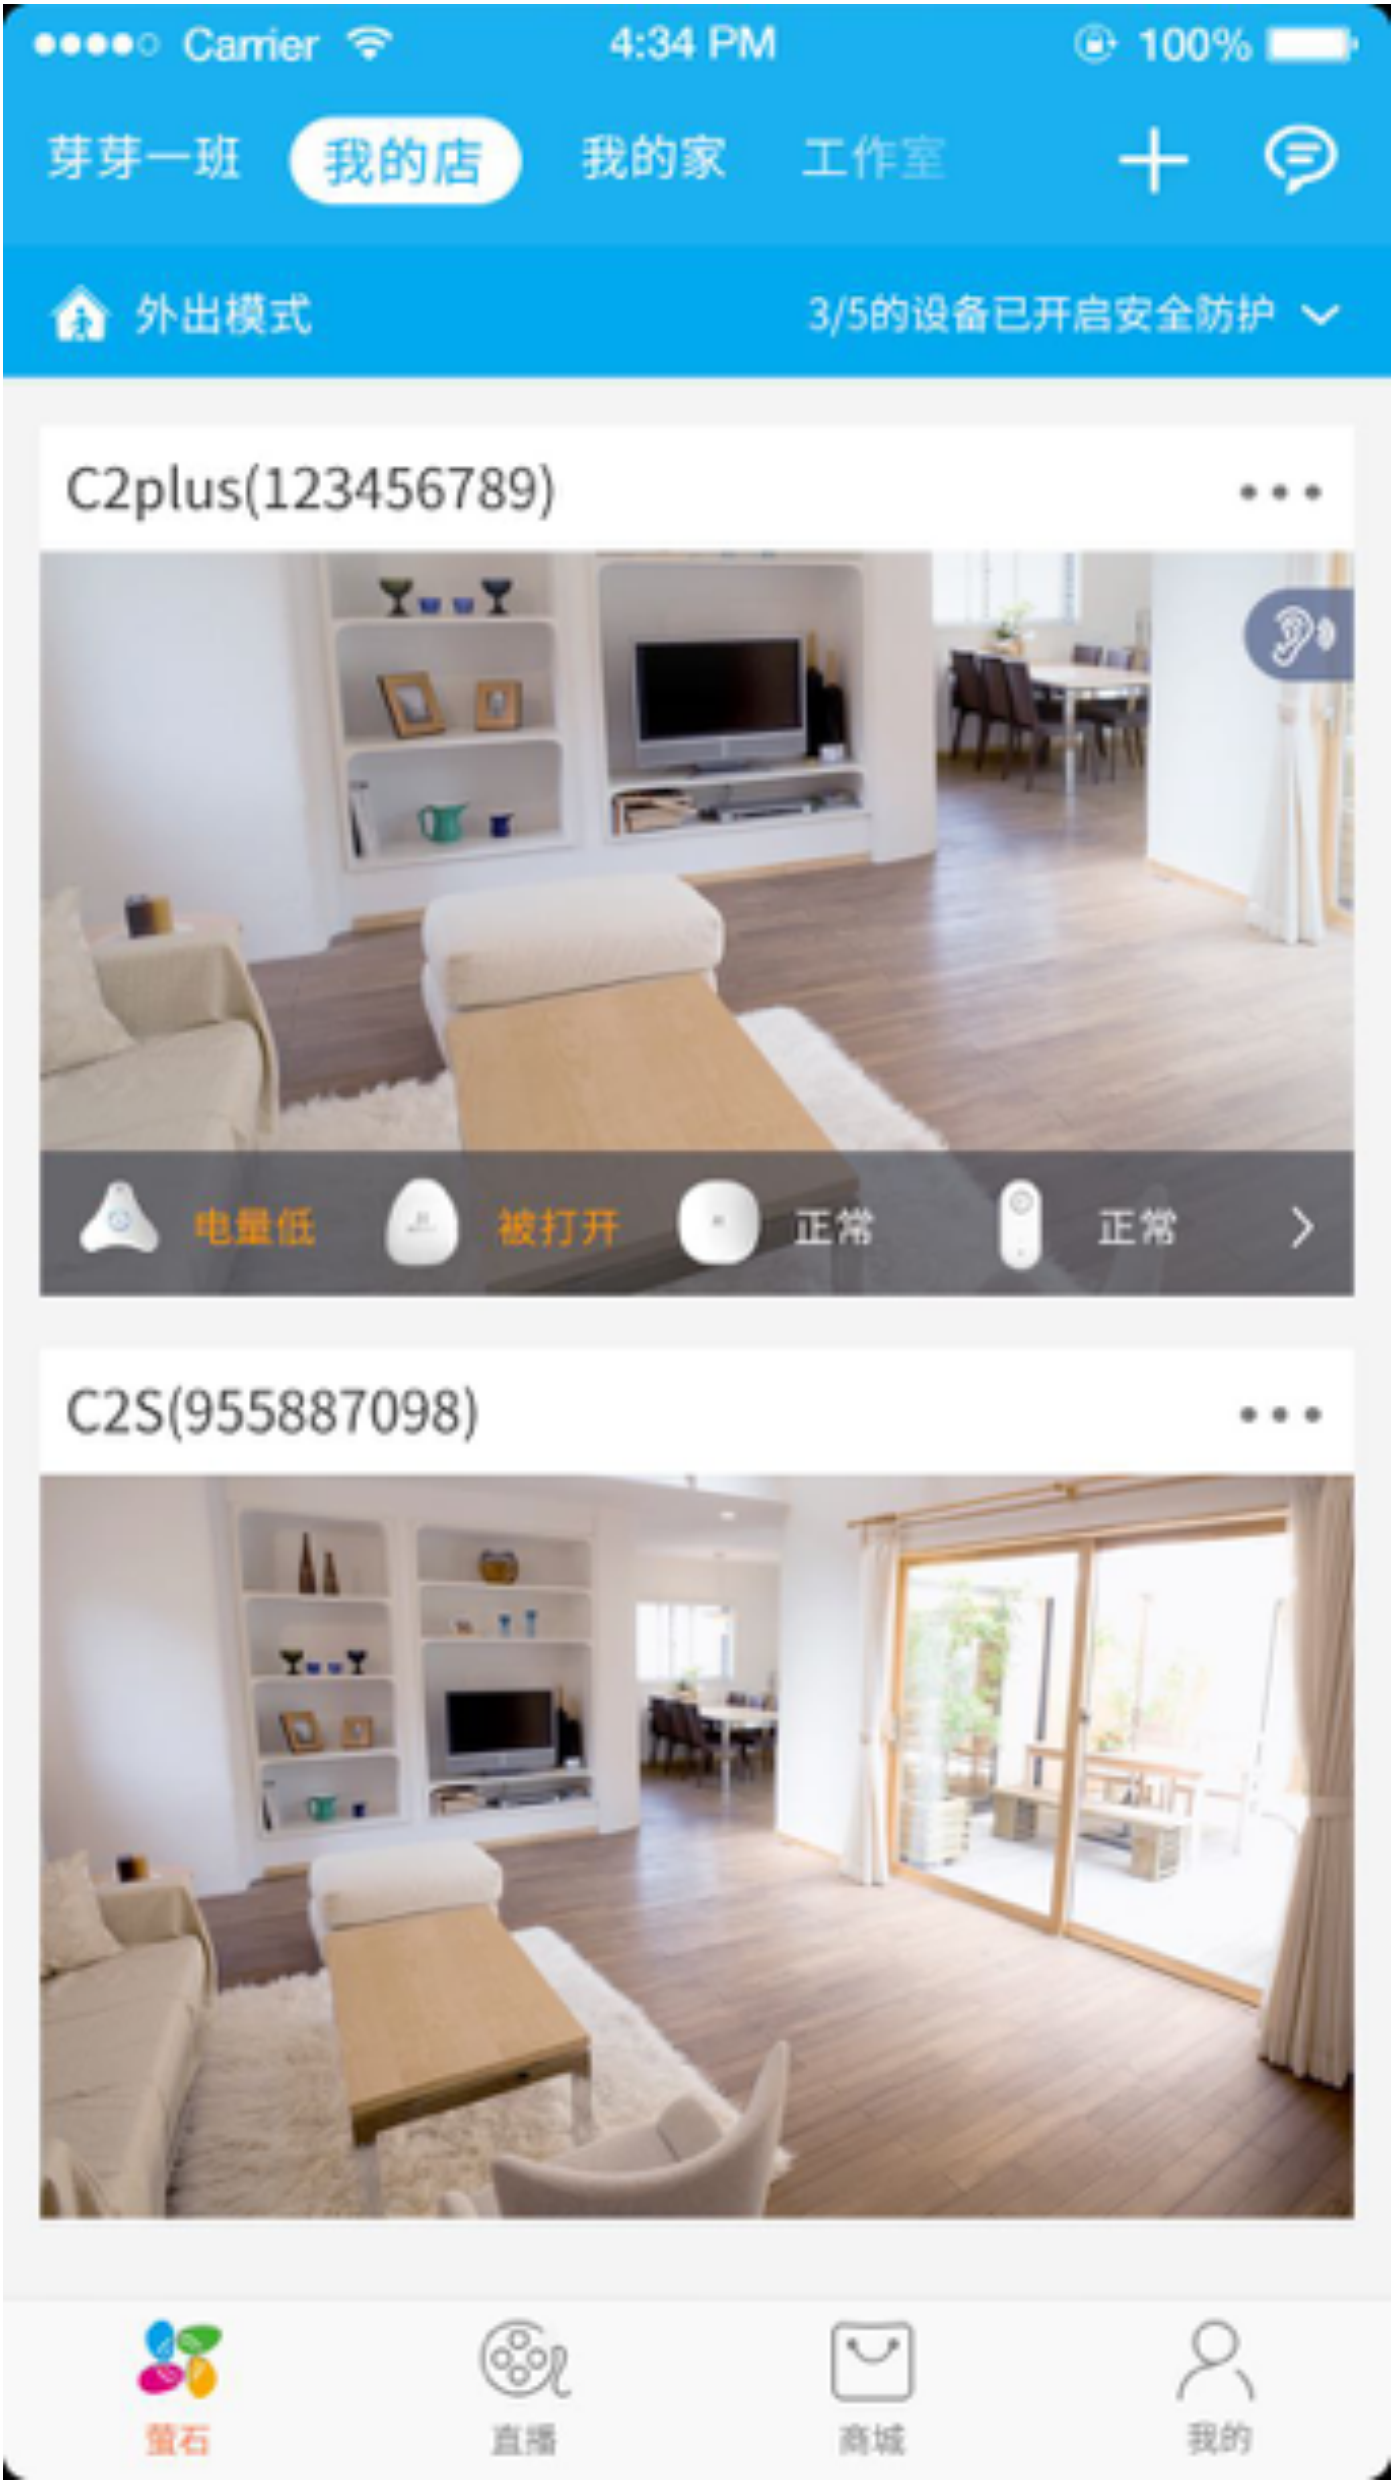 Carrier 4:34 PM 100%
芽芽一班 我的店 我的家 工作室
外出模式 3/5的设备已开启安全防护
C2plus(123456789)
电量低 被打开 正常 正常
C2S(955887098)
萤石 直播 商城 我的